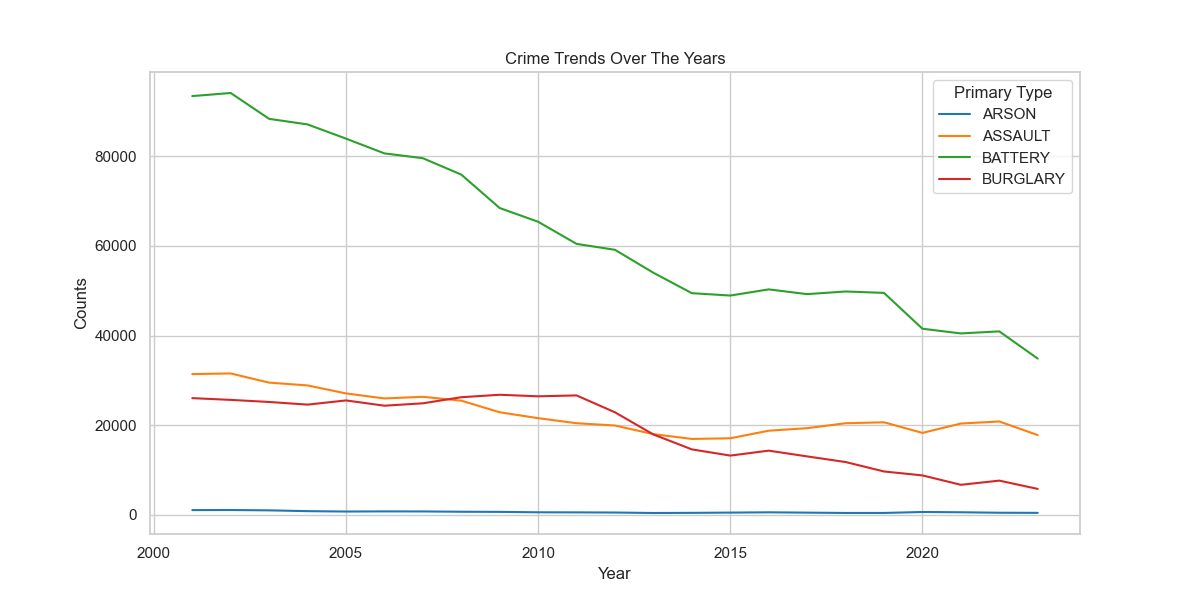 Crime Trends Over The Years
Primary Type
ARSON
ASSAULT
BATTERY
BURGLARY
80000
60000
40000
20000
0
Counts
2000 2005 2010 2015 2020
Year